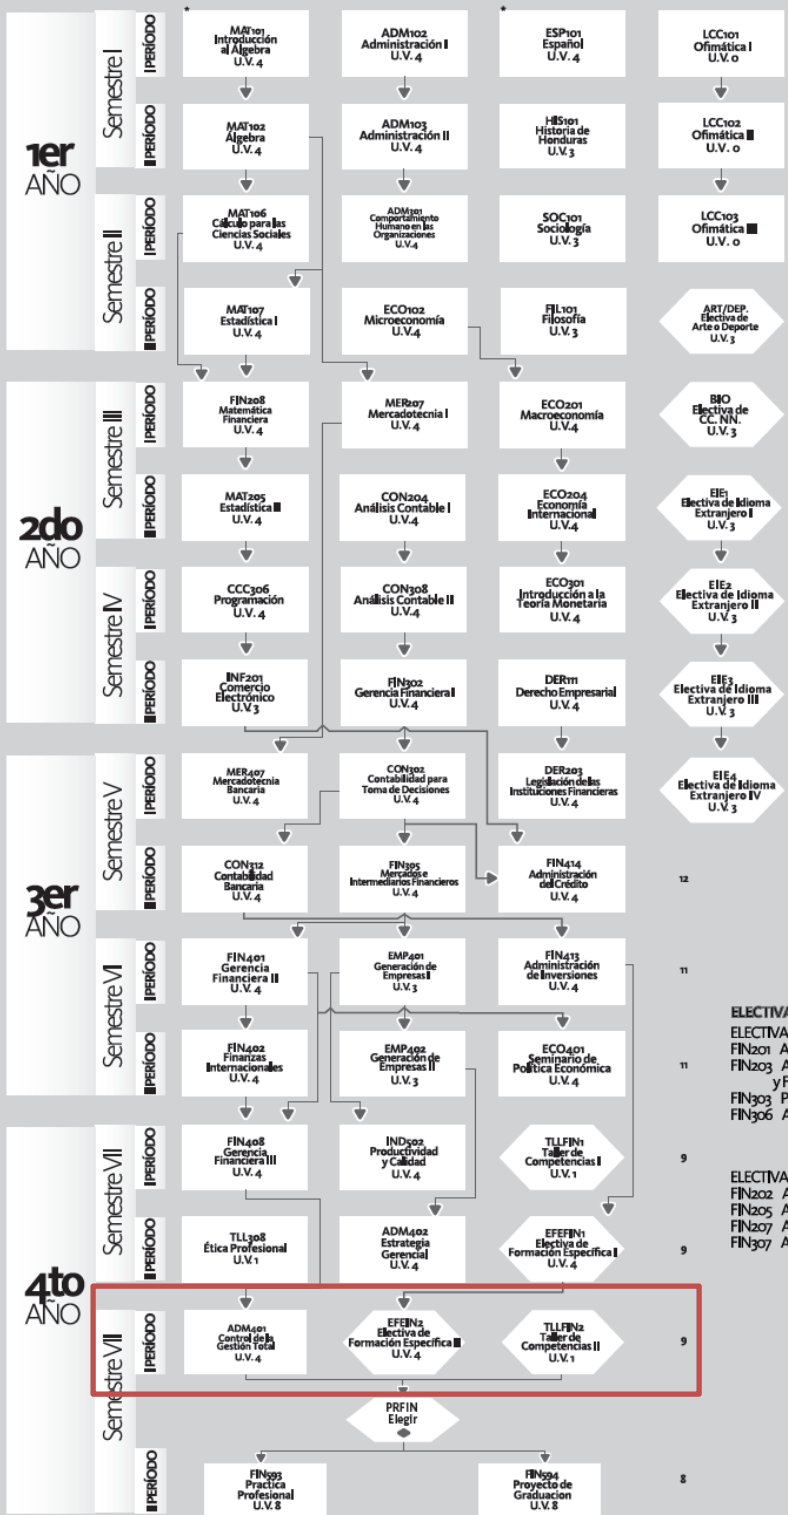 1er
AÑO
Semestre I
I PERÍODO
*
MAT101
Introducción
al Álgebra
U.V. 4
ADM102
Administración I
U.V. 4
*
ESP101
Español
U.V. 4
LCC101
Ofimática I
U.V. 0
II PERÍODO
MAT102
Álgebra
U.V. 4
ADM103
Administración II
U.V. 4
HIS101
Historia de
Honduras
U.V. 3
LCC102
Ofimática II
U.V. 0
Semestre II
I PERÍODO
MAT106
Cálculo para las
Ciencias Sociales
U.V. 4
ADM301
Comportamiento
Humano en las
Organizaciones
U.V.4
SOC101
Sociología
U.V. 3
LCC103
Ofimática III
U.V. 0
II PERÍODO
MAT107
Estadística I
U.V. 4
ECO102
Microeconomía
U.V.4
FIL101
Filosofía
U.V. 3
ART/DEP.
Electiva de
Arte o Deporte
U.V. 3
2do
AÑO
Semestre III
I PERÍODO
FIN208
Matemática
Financiera
U.V. 4
MER207
Mercadotecnia I
U.V. 4
ECO201
Macroeconomía
U.V.4
BIO
Electiva de
CC. NN.
U.V. 3
II PERÍODO
MAT205
Estadística II
U.V. 4
CON204
Análisis Contable I
U.V.4
ECO204
Economía
Internacional
U.V.4
EIE1
Electiva de Idioma
Extranjero I
U.V. 3
Semestre IV
I PERÍODO
CCC306
Programación
U.V. 4
CON308
Análisis Contable II
U.V.4
ECO301
Introducción a la
Teoría Monetaria
U.V. 4
EIE2
Electiva de Idioma
Extranjero II
U.V. 3
II PERÍODO
INF201
Comercio
Electrónico
U.V. 3
FIN302
Gerencia Financiera I
U.V. 4
DER111
Derecho Empresarial
U.V. 4
EIE3
Electiva de Idioma
Extranjero III
U.V. 3
3er
AÑO
Semestre V
I PERÍODO
MER407
Mercadotecnia
Bancaria
U.V. 4
CON302
Contabilidad para
Toma de Decisiones
U.V. 4
DER203
Legislación de las
Instituciones Financieras
U.V. 4
EIE4
Electiva de Idioma
Extranjero IV
U.V. 3
II PERÍODO
CON312
Contabilidad
Bancaria
U.V. 4
FIN305
Mercados e
Intermediarios Financieros
U.V. 4
FIN414
Administración
del Crédito
U.V. 4
12
Semestre VI
I PERÍODO
FIN401
Gerencia
Financiera II
U.V. 4
EMP401
Generación de
Empresas I
U.V. 3
FIN413
Administración
de Inversiones
U.V. 4
11
II PERÍODO
FIN402
Finanzas
Internacionales
U.V. 4
EMP402
Generación de
Empresas II
U.V. 3
ECO401
Seminario de
Política Económica
U.V. 4
11
ELECTIVA
ELECTIVA
FIN201 A
FIN203 A
y F
FIN303 P
FIN306 A
4to
AÑO
Semestre VII
I PERÍODO
FIN408
Gerencia
Financiera III
U.V. 4
IND502
Productividad
y Calidad
U.V. 4
TLLFIN1
Taller de
Competencias I
U.V. 1
9
ELECTIVA
FIN202 A
FIN205 A
FIN207 A
FIN307 A
II PERÍODO
TLL308
Ética Profesional
U.V. 1
ADM402
Estrategia
Gerencial
U.V. 4
EFEFIN1
Electiva de
Formación Específica I
U.V. 4
9
Semestre VII
I PERÍODO
ADM401
Control de la
Gestión Total
U.V. 4
EFEIN2
Electiva de
Formación Específica II
U.V. 4
TLLFIN2
Taller de
Competencias II
U.V. 1
9
PRFIN
Elegir
II PERÍODO
FIN593
Practica
Profesional
U.V. 8
FIN594
Proyecto de
Graduacion
U.V. 8
8